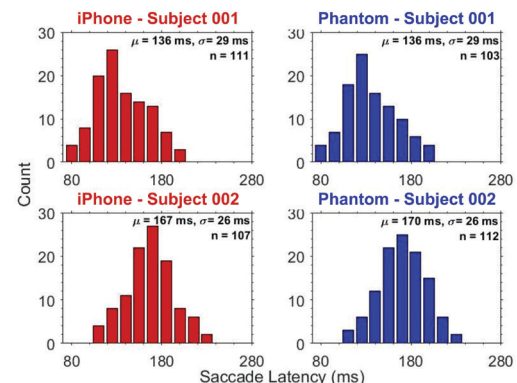 iPhone - Subject 001
μ = 136 ms, σ= 29 ms
n = 111
30
20
10
0
80
180
280
Phantom - Subject 001
μ = 136 ms, σ= 29 ms
n = 103
30
20
10
0
80
180
280
Count
iPhone - Subject 002
μ = 167 ms, σ= 26 ms
n = 107
30
20
10
0
80
180
280
Phantom - Subject 002
μ = 170 ms, σ= 26 ms
n = 112
30
20
10
0
80
180
280
Saccade Latency (ms)